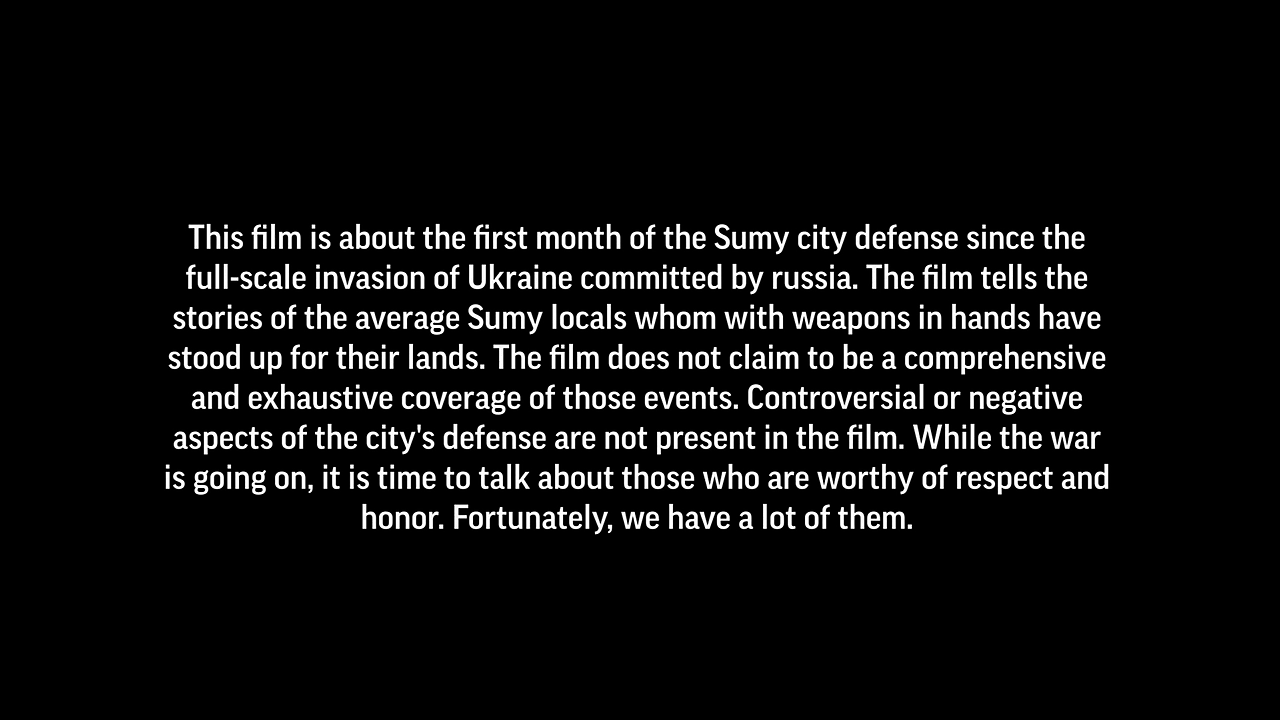 This film is about the first month of the Sumy city defense since the
full-scale invasion of Ukraine committed by russia. The film tells the
stories of the average Sumy locals whom with weapons in hands have
stood up for their lands. The film does not claim to be a comprehensive
and exhaustive coverage of those events. Controversial or negative
aspects of the city's defense are not present in the film. While the war
is going on, it is time to talk about those who are worthy of respect and
honor. Fortunately, we have a lot of them.